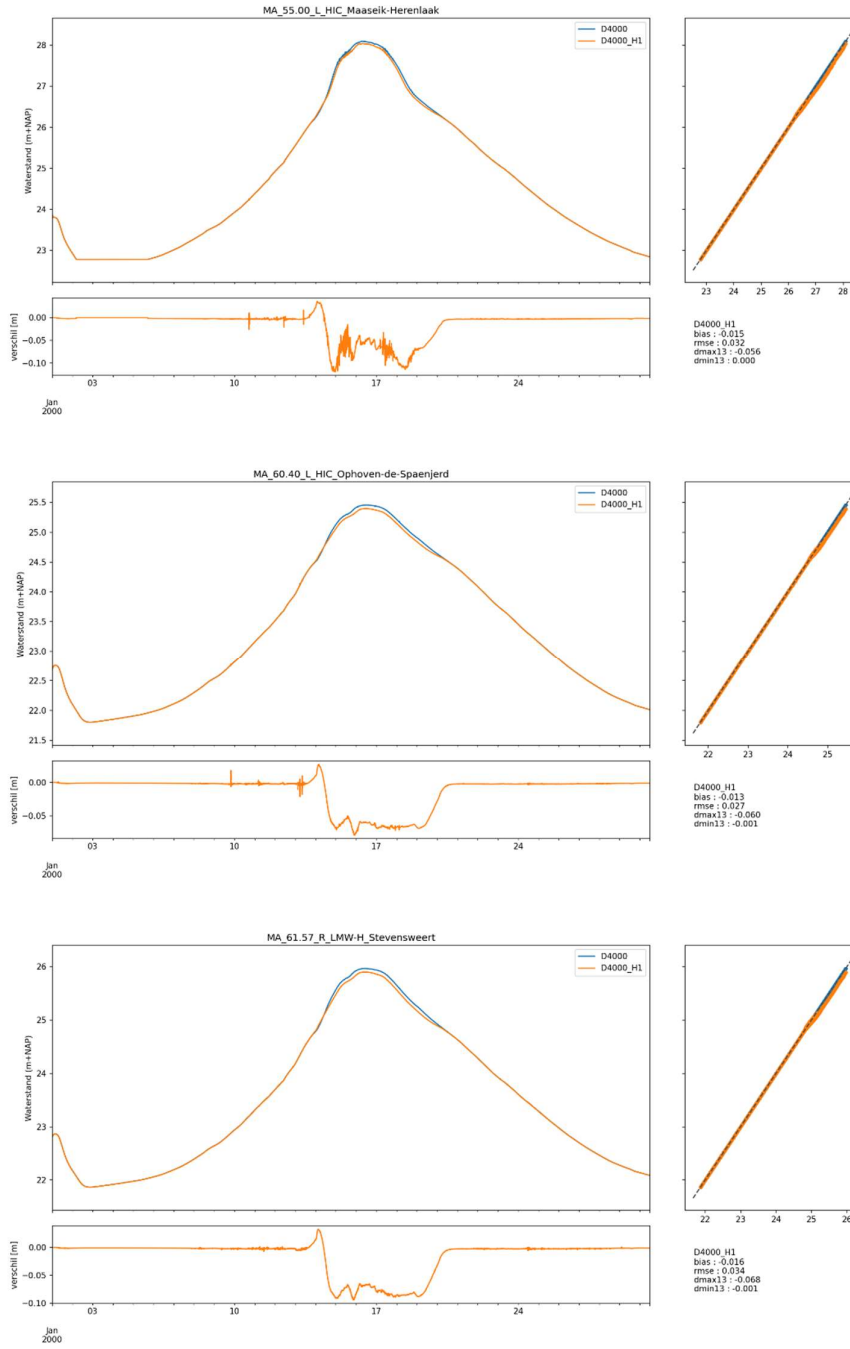 MA_55.00_L_HIC_Maaseik-Herenlaak
D4000
D4000_H1
Waterstand (m+NAP)
28
27
26
25
24
23
23 24 25 26 27 28
verschil [m]
0.00
−0.05
−0.10
03 10 17 24
Jan
2000
D4000_H1
bias : -0.015
rmse : 0.032
dmax13 : -0.056
dmin13 : 0.000
MA_60.40_L_HIC_Ophoven-de-Spaenjerd
D4000
D4000_H1
Waterstand (m+NAP)
25.5
25.0
24.5
24.0
23.5
23.0
22.5
22.0
21.5
22 23 24 25
verschil [m]
0.00
−0.05
03 10 17 24
Jan
2000
D4000_H1
bias : -0.013
rmse : 0.027
dmax13 : -0.060
dmin13 : -0.001
MA_61.57_R_LMW-H_Stevensweert
D4000
D4000_H1
Waterstand (m+NAP)
26
25
24
23
22
22 23 24 25 26
verschil [m]
0.00
−0.05
−0.10
03 10 17 24
Jan
2000
D4000_H1
bias : -0.016
rmse : 0.034
dmax13 : -0.068
dmin13 : -0.001